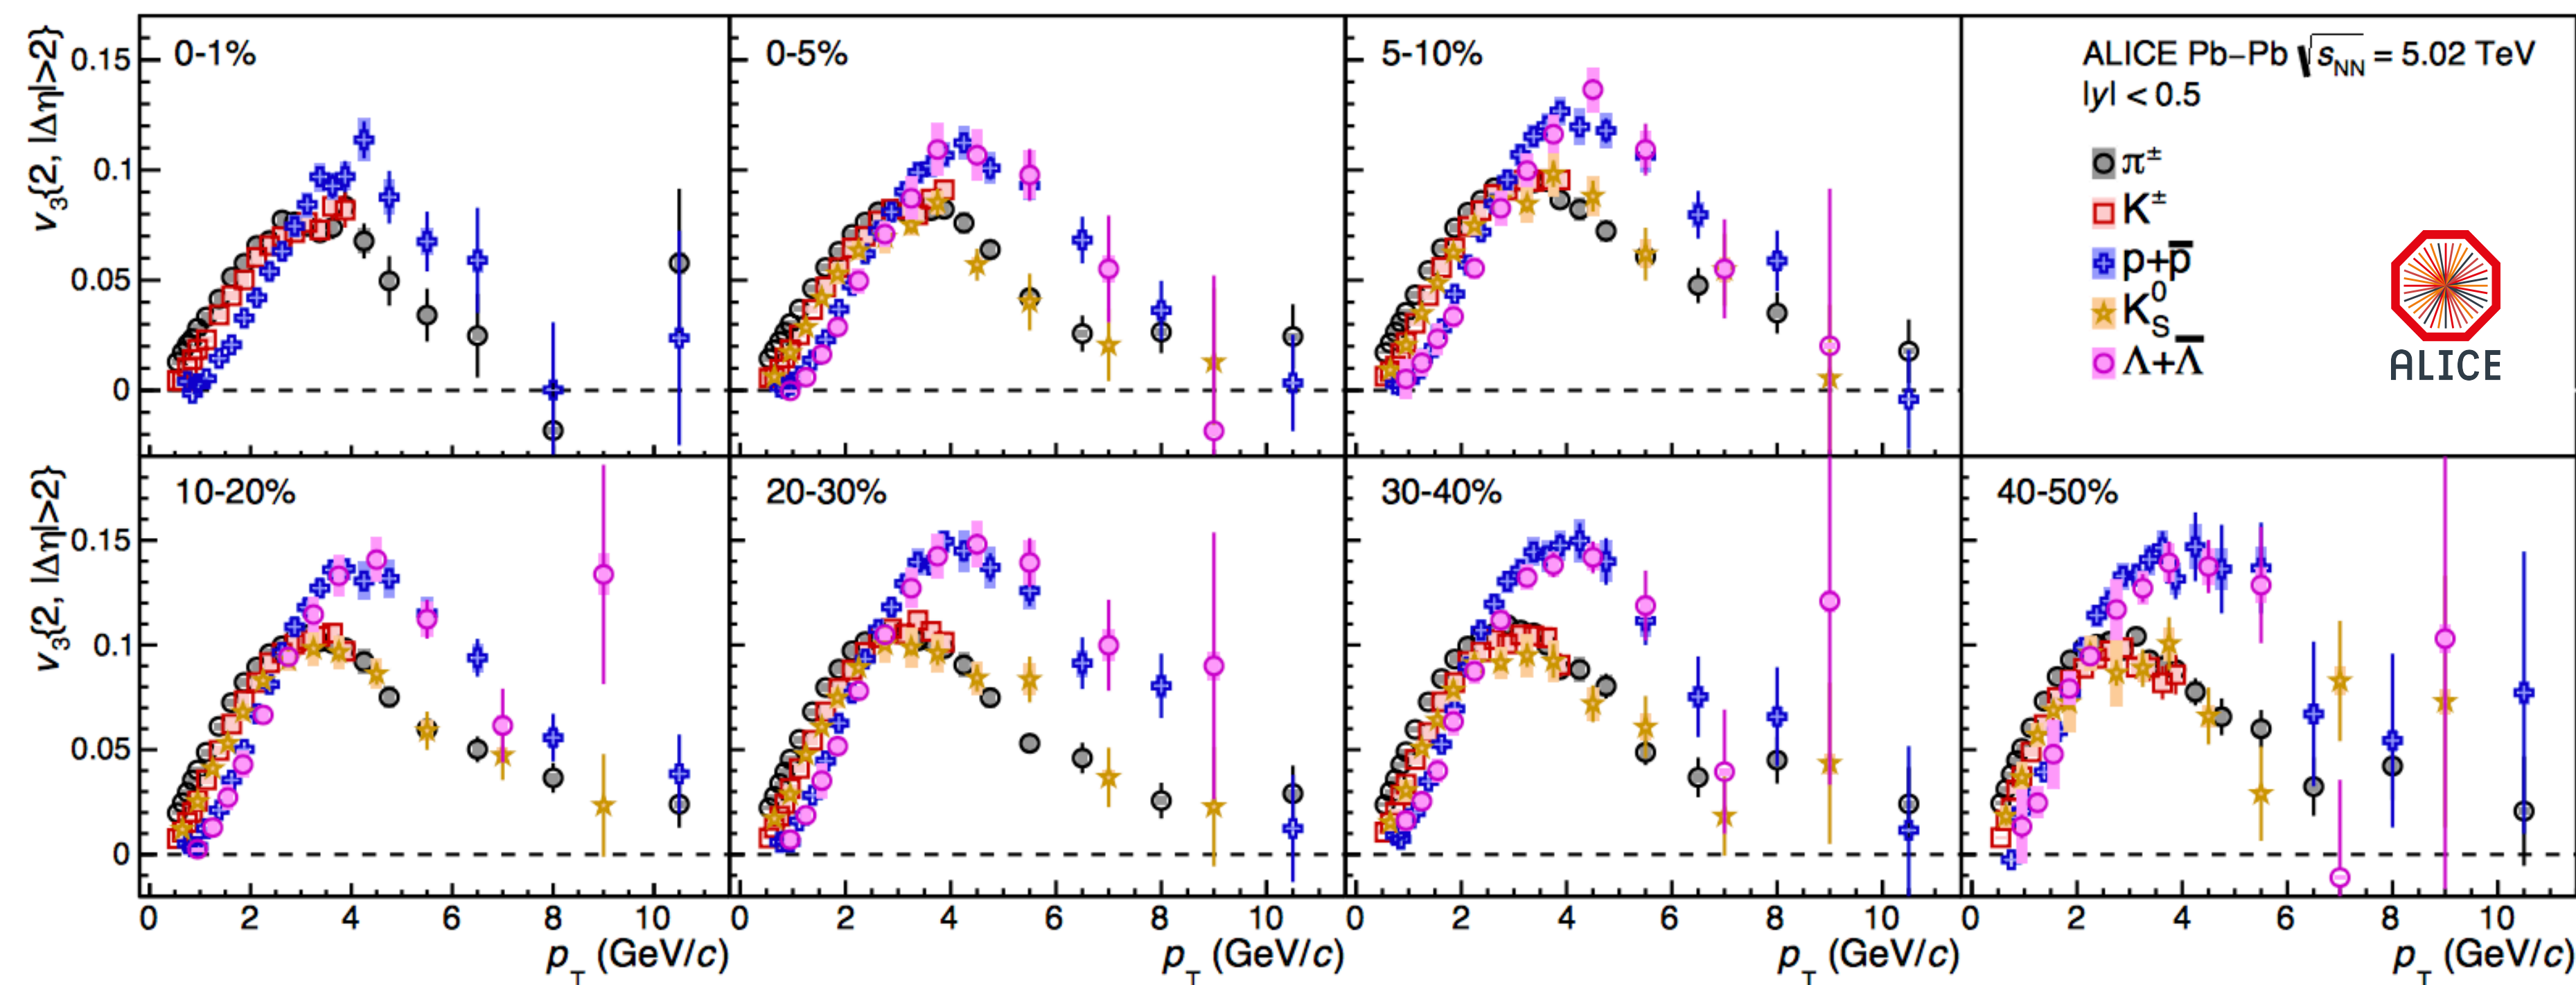 v₃{2, |Δη|>2}
0.15
0.1
0.05
0
0-1%
0-5%
5-10%
ALICE Pb–Pb √sNN = 5.02 TeV
|y| < 0.5
π±
K±
p+p̅
K⁰S
Λ+Λ̅
ALICE
v₃{2, |Δη|>2}
0.15
0.1
0.05
0
10-20%
20-30%
30-40%
40-50%
0 2 4 6 8 10
0 2 4 6 8 10
0 2 4 6 8 10
0 2 4 6 8 10
pT (GeV/c)
pT (GeV/c)
pT (GeV/c)
pT (GeV/c)